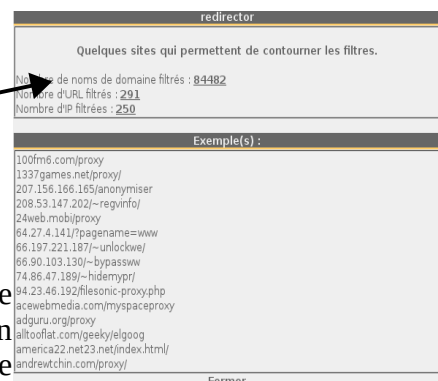 redirector
Quelques sites qui permettent de contourner les filtres.
Nombre de noms de domaine filtrés : 84482
Nombre d'URL filtrés : 291
Nombre d'IP filtrées : 250
Exemple(s) :
100fm6.com/proxy
1337games.net/proxy/
207.156.166.165/anonymiser
208.53.147.202/~regvinfo/
24web.mobi/proxy
64.27.4.141/?pagename=www
66.197.221.187/~unlockwe/
66.90.103.130/~bypassww
74.86.47.189/~hidemypr/
e 94.23.46.192/filesonic-proxy.php
acewebmedia.com/myspaceproxy
adguru.org/proxy
n alltooflat.com/geeky/elgoog
america22.net23.net/index.html/
e andrewtchin.com/proxy/
Fermer